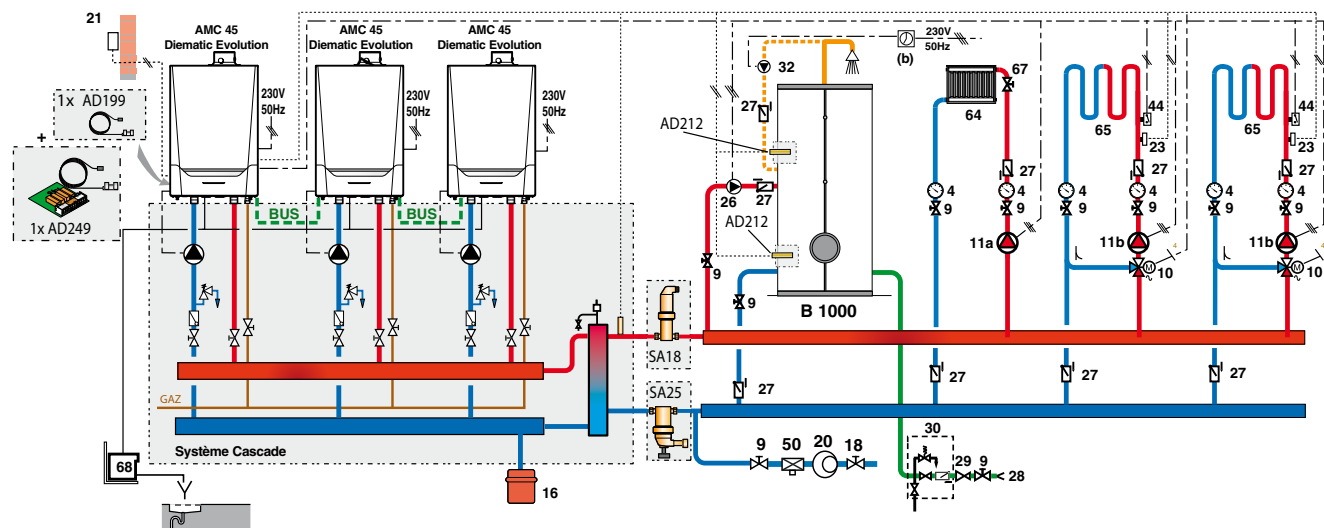 21
AMC 45
Diematic Evolution
AMC 45
Diematic Evolution
AMC 45
Diematic Evolution
230V
50Hz
230V
50Hz
230V
50Hz
1x AD199
+
1x AD249
BUS
BUS
GAZ
Système Cascade
68
16
SA18
SA25
AD212
AD212
32
27
26
27
9
9
B 1000
(b)
230V
50Hz
64
67
27
4
4
9
9
11a
65
44
23
27
4
4
9
9
11b
4
M
10
65
44
23
27
4
4
9
9
11b
4
M
10
27
27
27
27
9
50
20
18
30
29
9
28